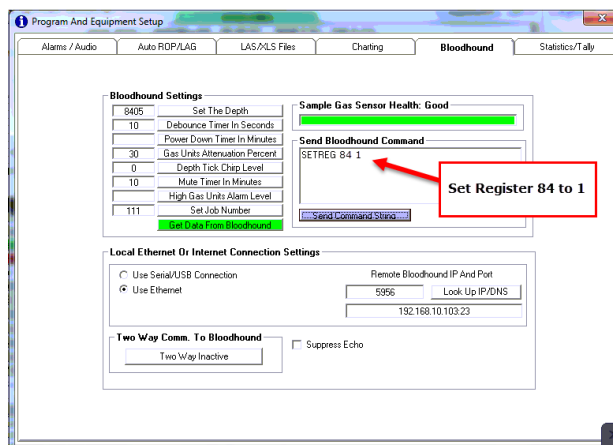 Program And Equipment Setup
Alarms / Audio
Auto ROP/LAG
LAS/XLS Files
Charting
Bloodhound
Statistics/Tally
Bloodhound Settings
8405 Set The Depth
10 Debounce Timer In Seconds
Power Down Timer In Minutes
30 Gas Units Attenuation Percent
0 Depth Tick Chirp Level
10 Mute Timer In Minutes
High Gas Units Alarm Level
111 Set Job Number
Get Data From Bloodhound
Sample Gas Sensor Health: Good
Send Bloodhound Command
SETREG 84 1
Set Register 84 to 1
Send Command String
Local Ethernet Or Internet Connection Settings
Use Serial/USB Connection
Use Ethernet
Remote Bloodhound IP And Port
5956 Look Up IP/DNS
192.168.10.103:23
Two Way Comm. To Bloodhound
Two Way Inactive
Suppress Echo